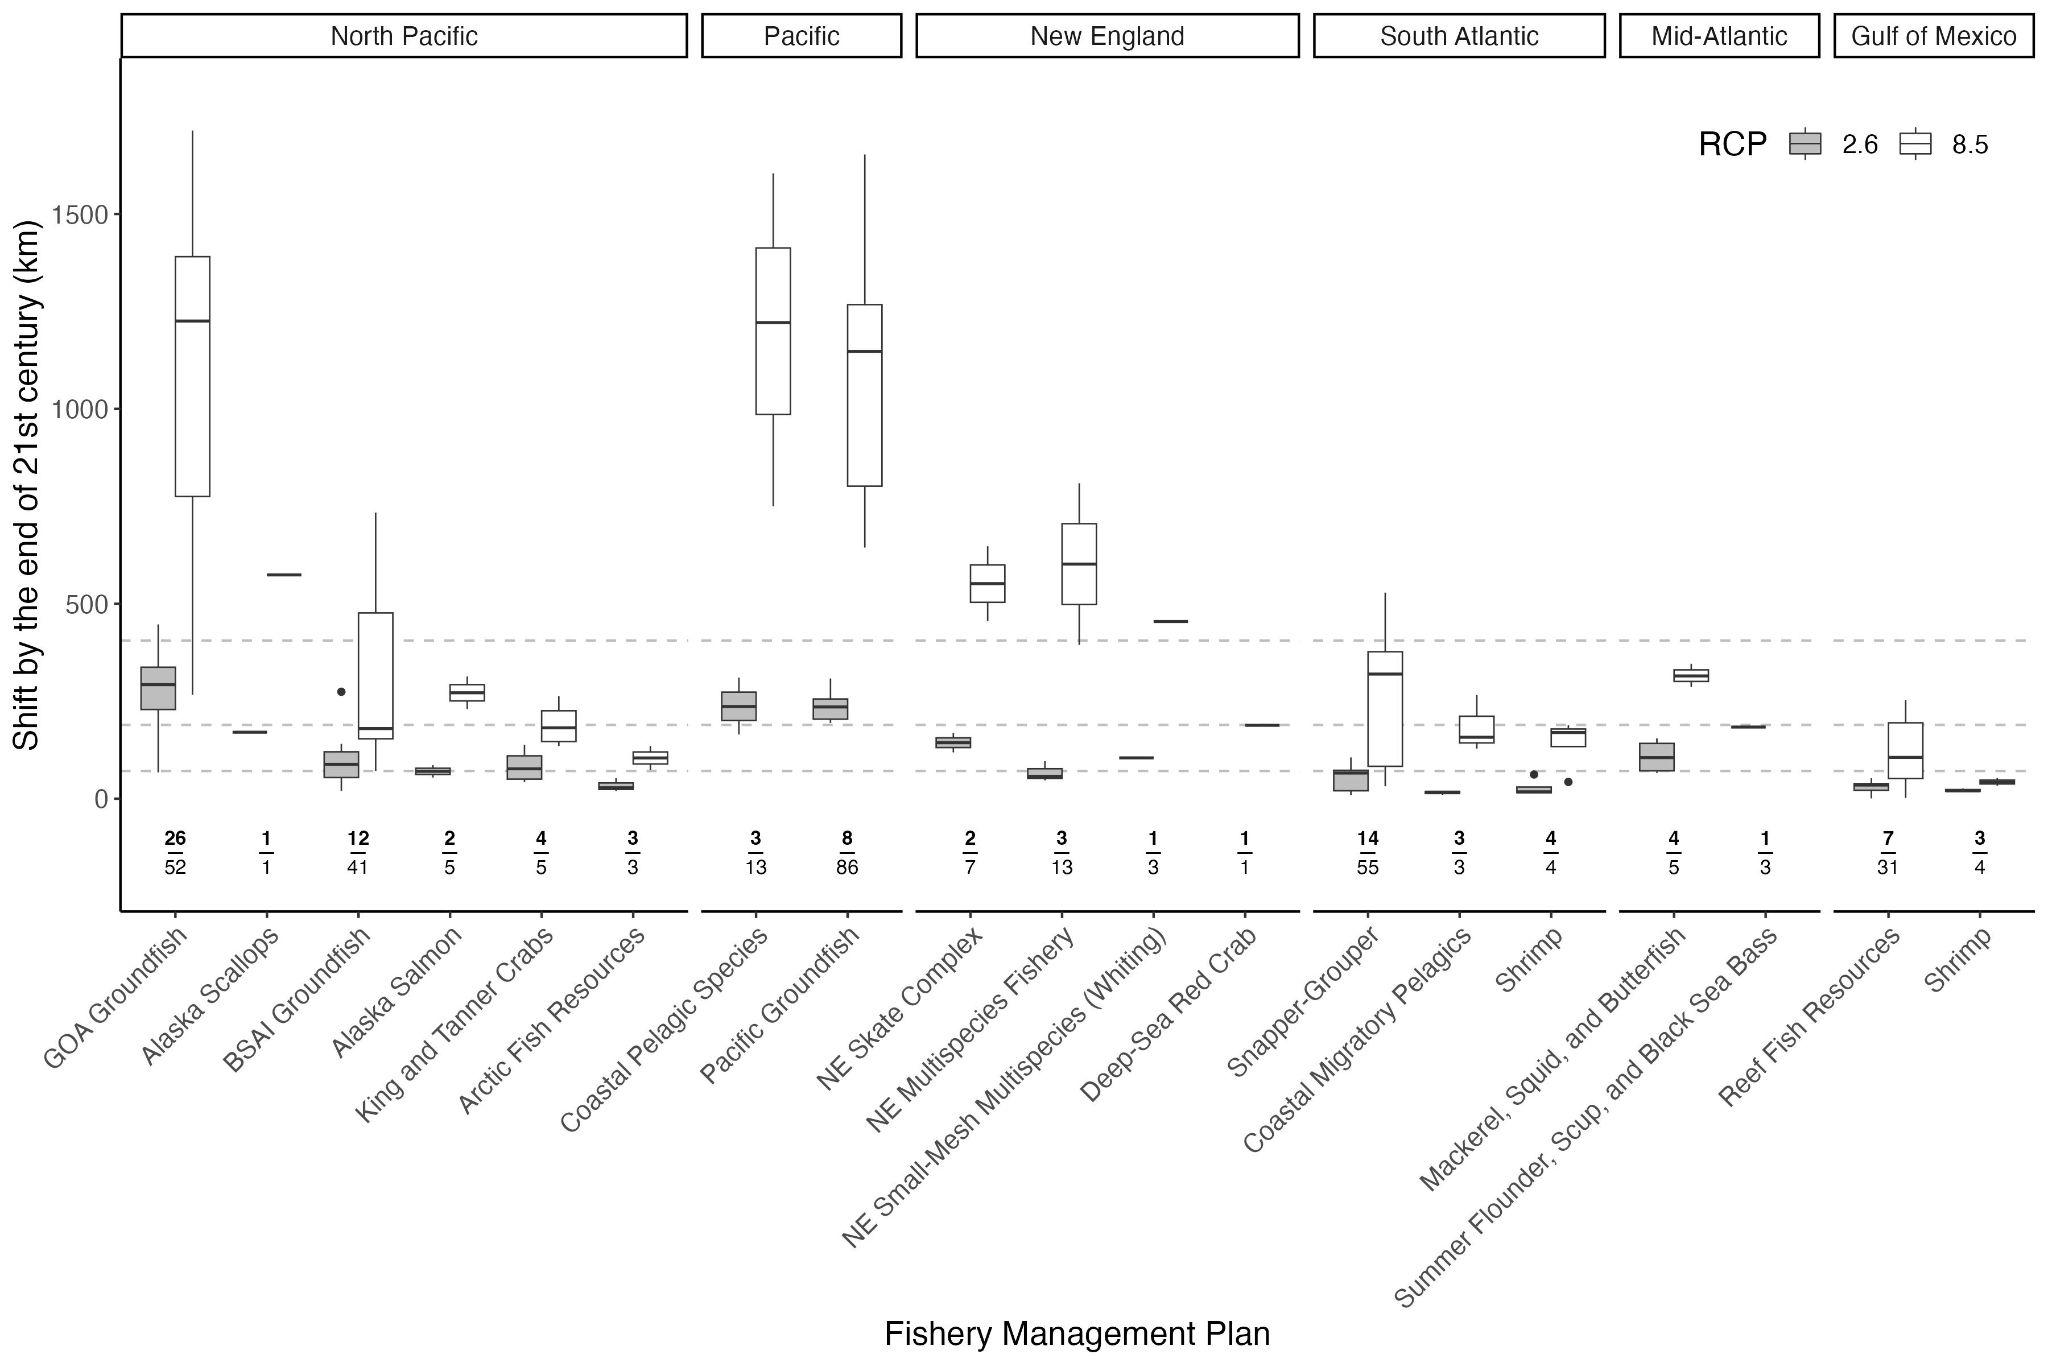 North Pacific Pacific New England South Atlantic Mid-Atlantic Gulf of Mexico
RCP 2.6 8.5
Shift by the end of 21st century (km)
1500
1000
500
0
26 1 12 2 4 3 3 8 2 3 1 1 14 3 4 4 1 7 3
52 1 41 5 5 3 13 86 7 13 3 1 55 3 4 5 3 31 4
GOA Groundfish
Alaska Scallops
BSAI Groundfish
Alaska Salmon
King and Tanner Crabs
Arctic Fish Resources
Coastal Pelagic Species
Pacific Groundfish
NE Skate Complex
NE Multispecies Fishery
NE Small-Mesh Multispecies (Whiting)
Deep-Sea Red Crab
Snapper-Grouper
Coastal Migratory Pelagics
Shrimp
Mackerel, Squid, and Butterfish
Summer Flounder, Scup, and Black Sea Bass
Reef Fish Resources
Shrimp
Fishery Management Plan